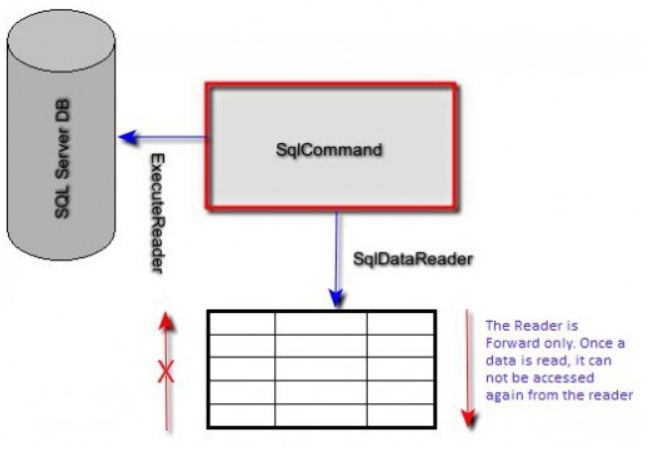 SQL Server DB
SqlCommand
ExecuteReader
SqlDataReader
The Reader is
Forward only. Once a
data is read, it can
not be accessed
again from the reader